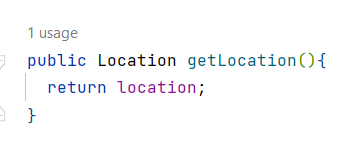 1 usage
public Location getLocation(){
  return location;
}